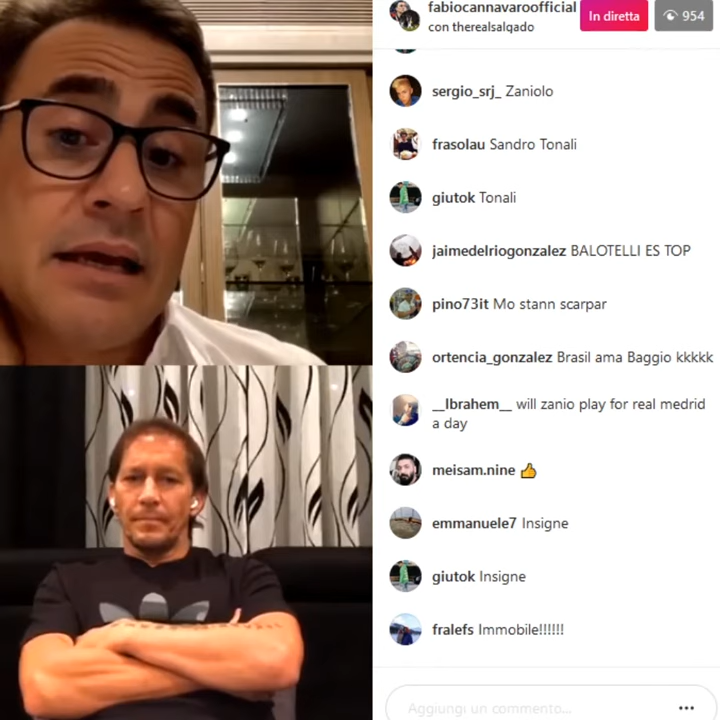 fabiocannavaroofficial
con therealsalgado
In diretta
954
sergio_srj_ Zaniolo
frasolau Sandro Tonali
giutok Tonali
jaimedelriogonzalez BALOTELLI ES TOP
pino73it Mo stann scarpar
ortencia_gonzalez Brasil ama Baggio kkkkk
__Ibrahem__ will zanio play for real medrid
a day
meisam.nine 👍
emmanuele7 Insigne
giutok Insigne
fralefs Immobile!!!!!!
Aggiungi un commento...